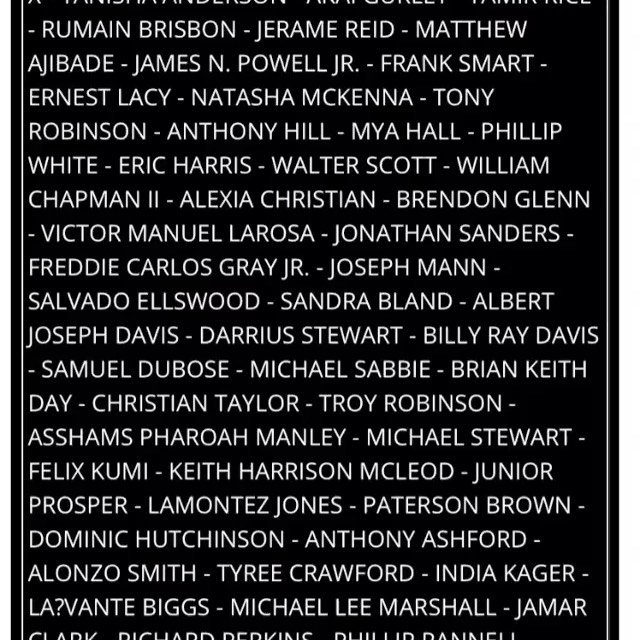 - RUMAIN BRISBON - JERAME REID - MATTHEW
AJIBADE - JAMES N. POWELL JR. - FRANK SMART -
ERNEST LACY - NATASHA MCKENNA - TONY
ROBINSON - ANTHONY HILL - MYA HALL - PHILLIP
WHITE - ERIC HARRIS - WALTER SCOTT - WILLIAM
CHAPMAN II - ALEXIA CHRISTIAN - BRENDON GLENN
- VICTOR MANUEL LAROSA - JONATHAN SANDERS -
FREDDIE CARLOS GRAY JR. - JOSEPH MANN -
SALVADO ELLSWOOD - SANDRA BLAND - ALBERT
JOSEPH DAVIS - DARRIUS STEWART - BILLY RAY DAVIS
- SAMUEL DUBOSE - MICHAEL SABBIE - BRIAN KEITH
DAY - CHRISTIAN TAYLOR - TROY ROBINSON -
ASSHAMS PHAROAH MANLEY - MICHAEL STEWART -
FELIX KUMI - KEITH HARRISON MCLEOD - JUNIOR
PROSPER - LAMONTEZ JONES - PATERSON BROWN -
DOMINIC HUTCHINSON - ANTHONY ASHFORD -
ALONZO SMITH - TYREE CRAWFORD - INDIA KAGER -
LA?VANTE BIGGS - MICHAEL LEE MARSHALL - JAMAR
CLARK - RICHARD PERKINS - PHILLIP PANNELL